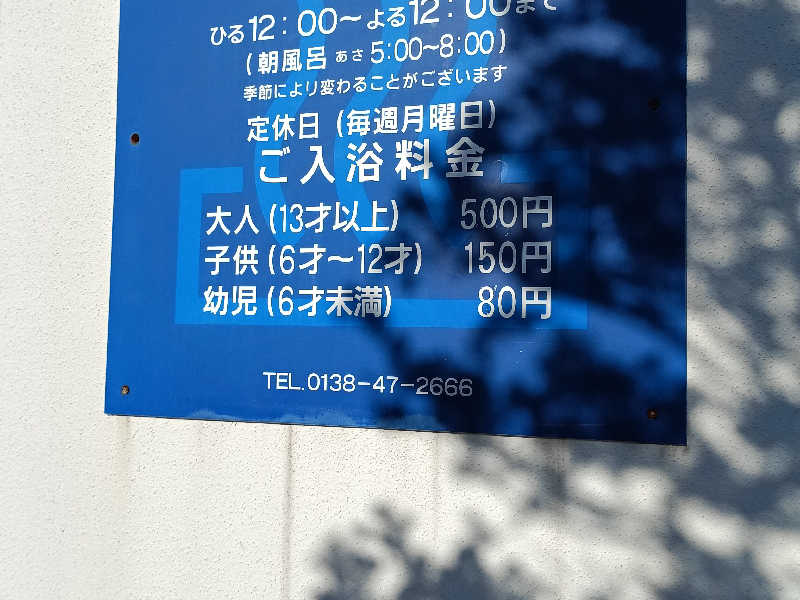 ひる12:00〜よる12:00まで
(朝風呂 あさ5:00〜8:00)
季節により変わることがございます
定休日 (毎週月曜日)
ご入浴料金
大人(13才以上) 500円
子供(6才〜12才) 150円
幼児(6才未満) 80円
TEL.0138-47-2666